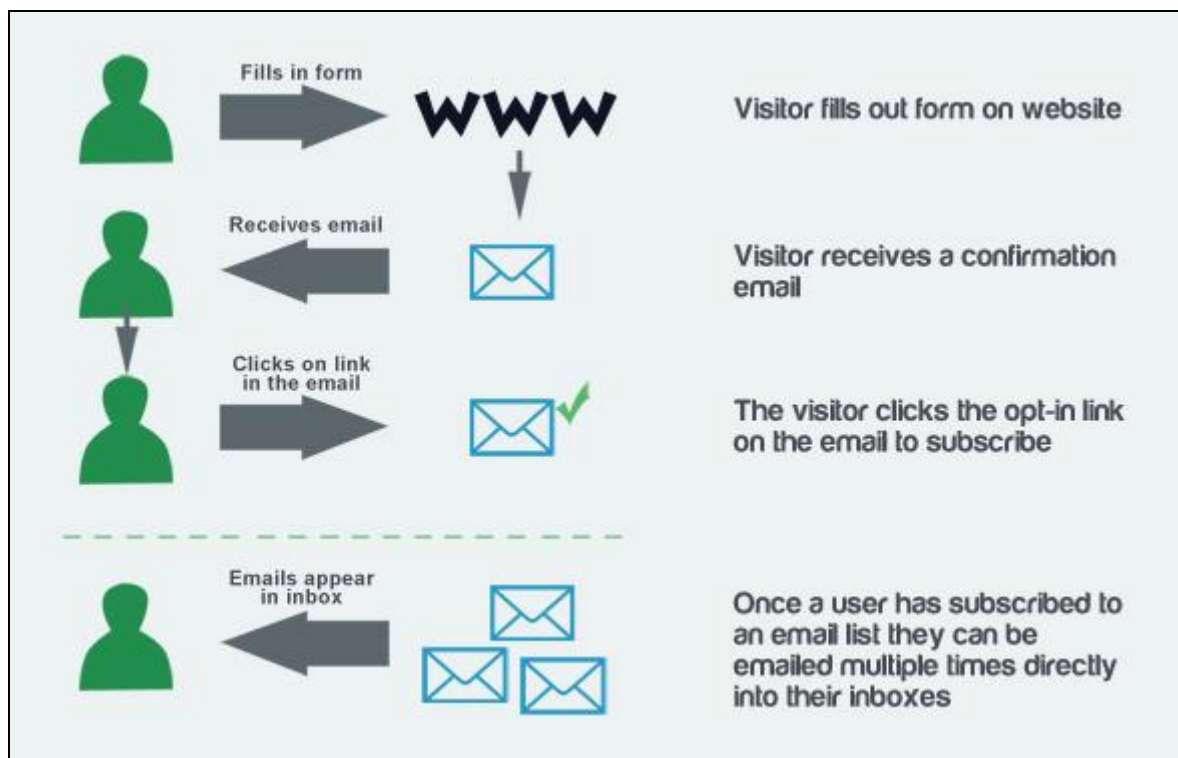 Fills in form
WWW
Visitor fills out form on website
Receives email
Visitor receives a confirmation
email
Clicks on link
in the email
The visitor clicks the opt-in link
on the email to subscribe
Emails appear
in inbox
Once a user has subscribed to
an email list they can be
emailed multiple times directly
into their inboxes